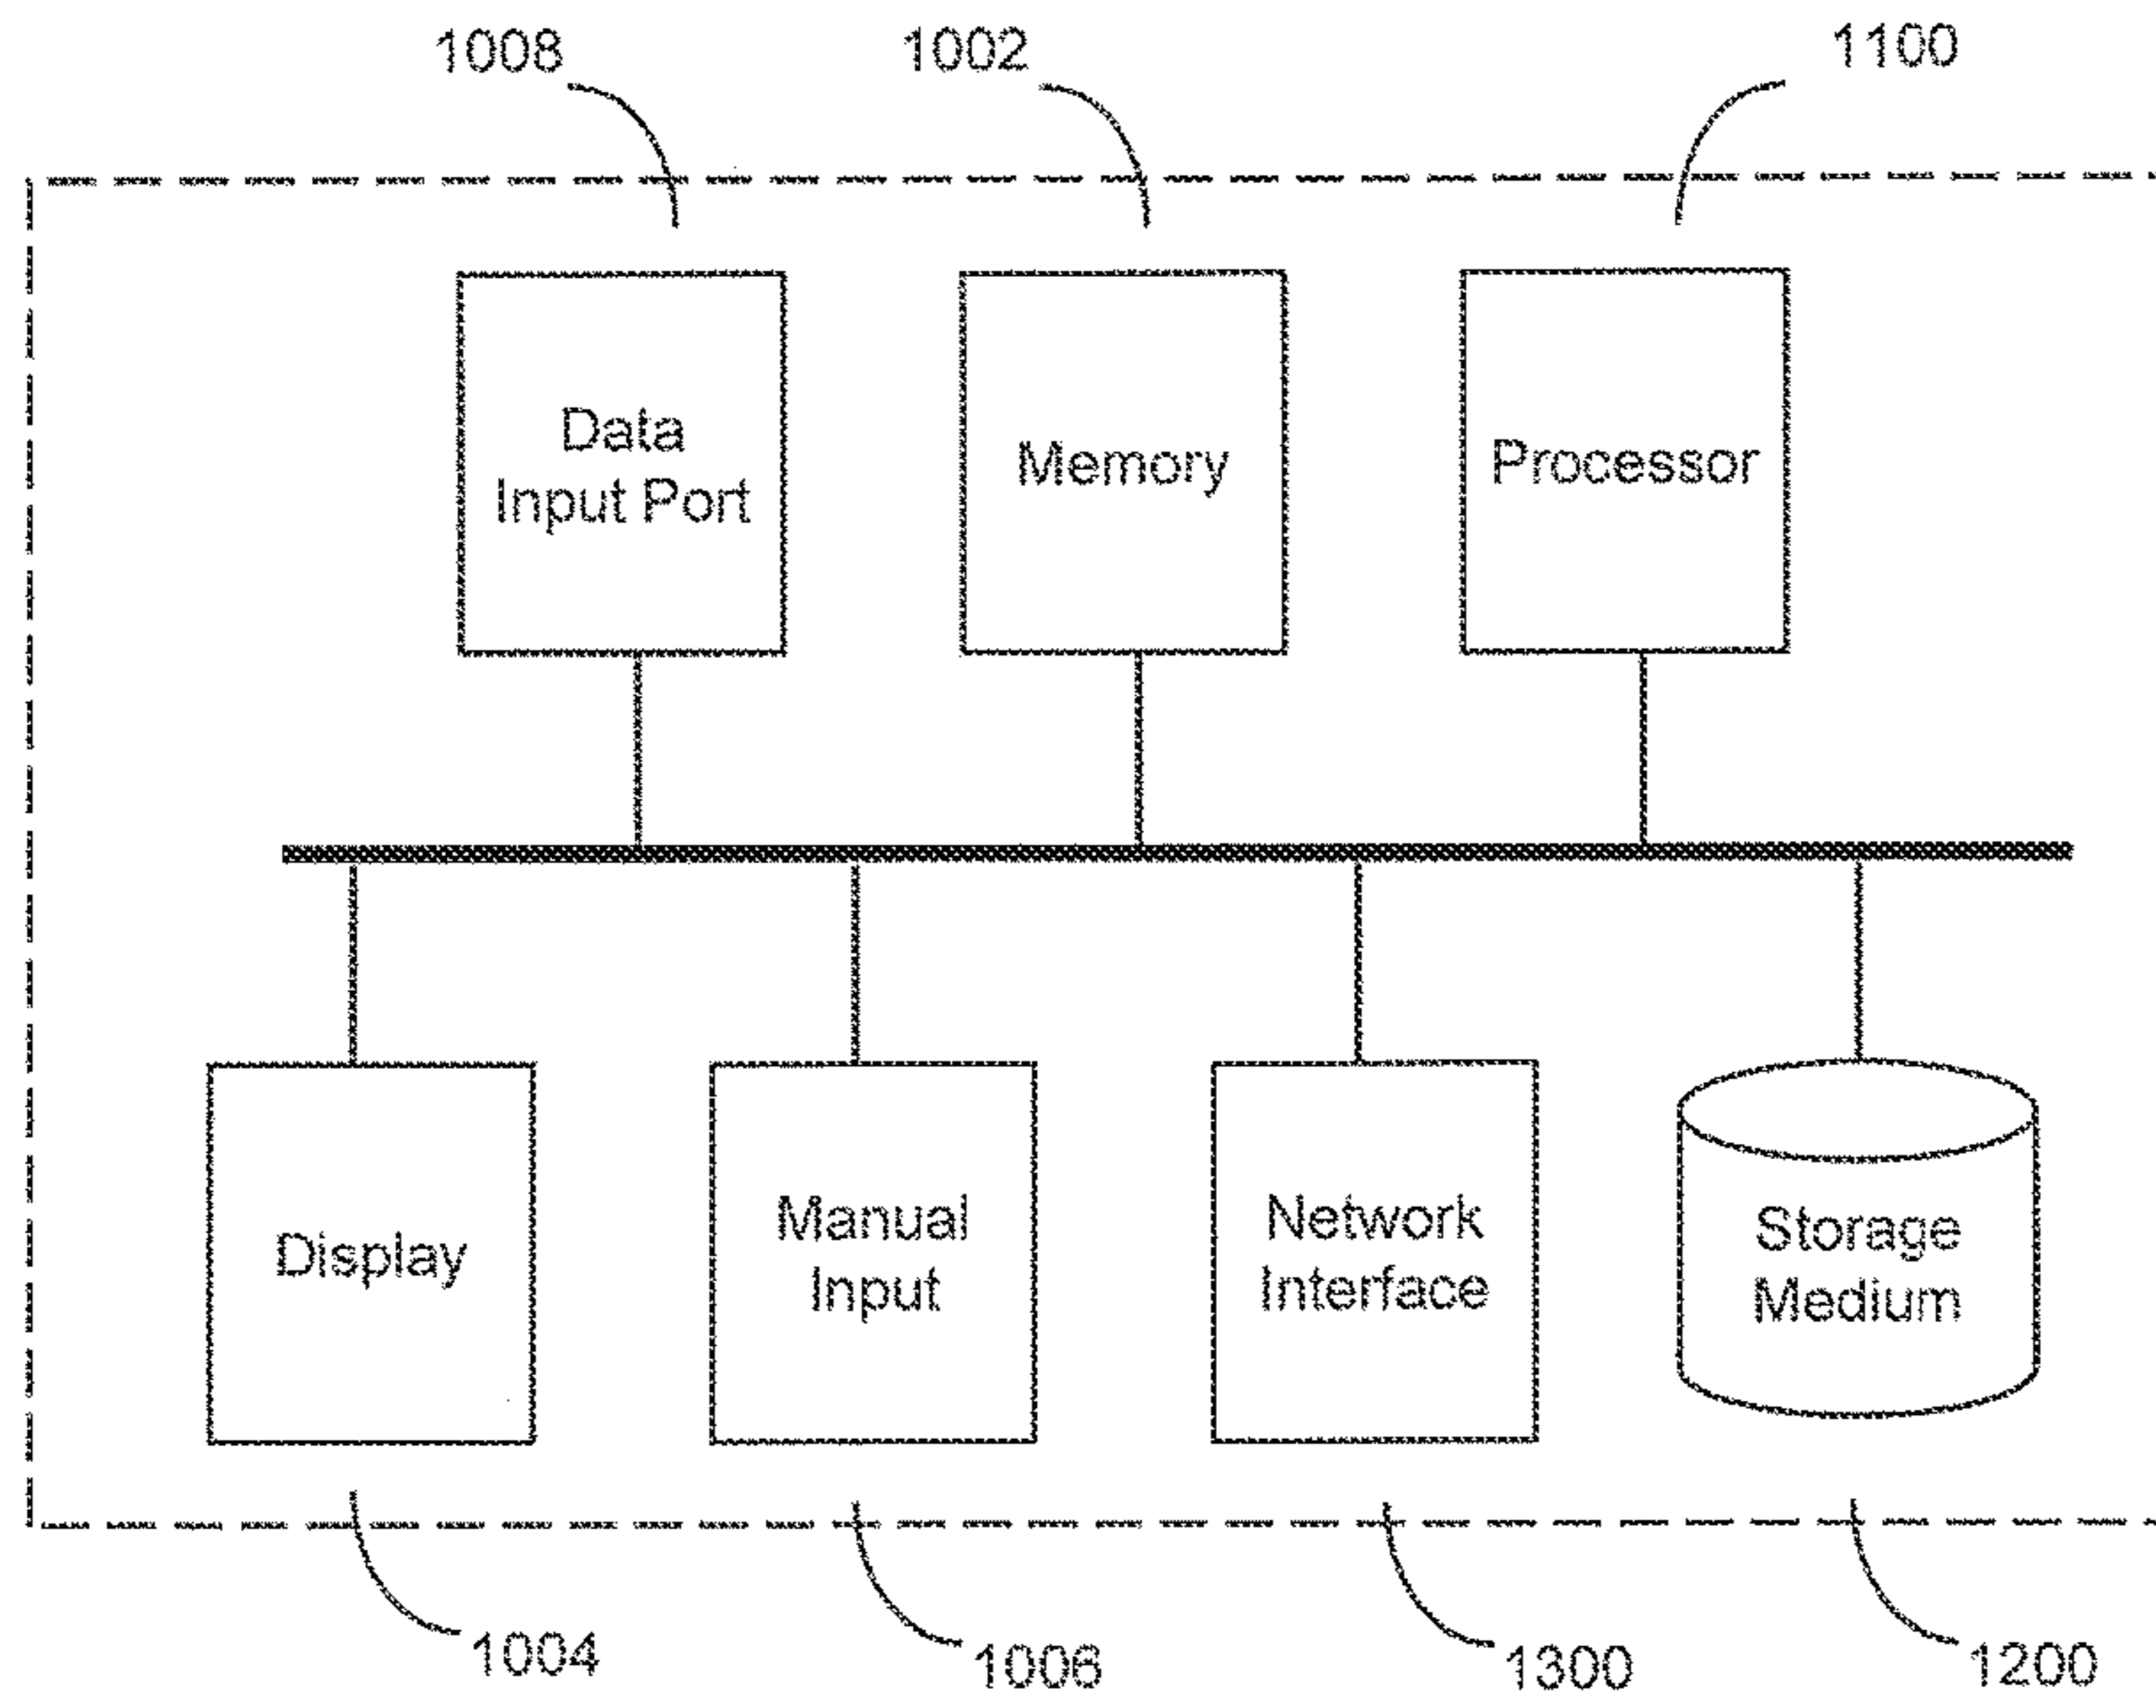 1008
1002
1100
Data
Input Port
Memory
Processor
Display
Manual
Input
Network
Interface
Storage
Medium
1004
1006
1300
1200